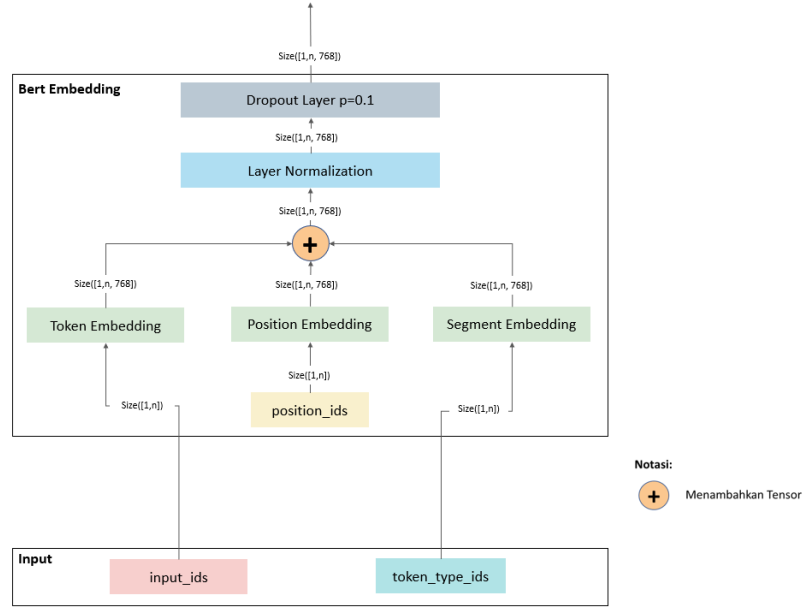 Size([1,n, 768])
Bert Embedding
Dropout Layer p=0.1
Size([1,n, 768])
Layer Normalization
Size([1,n, 768])
+
Size([1,n, 768])
Size([1,n, 768])
Size([1,n, 768])
Token Embedding
Position Embedding
Segment Embedding
Size([1,n])
Size([1,n])
Size([1,n])
position_ids
Notasi:
+
Menambahkan Tensor
Input
input_ids
token_type_ids